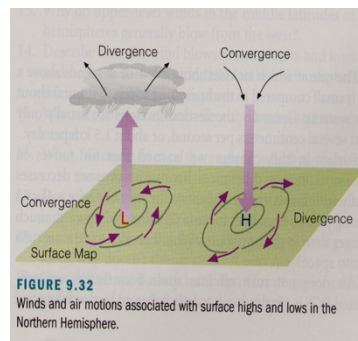 Divergence
Convergence
Convergence
L
H
Divergence
Surface Map
FIGURE 9.32
Winds and air motions associated with surface highs and lows in the
Northern Hemisphere.